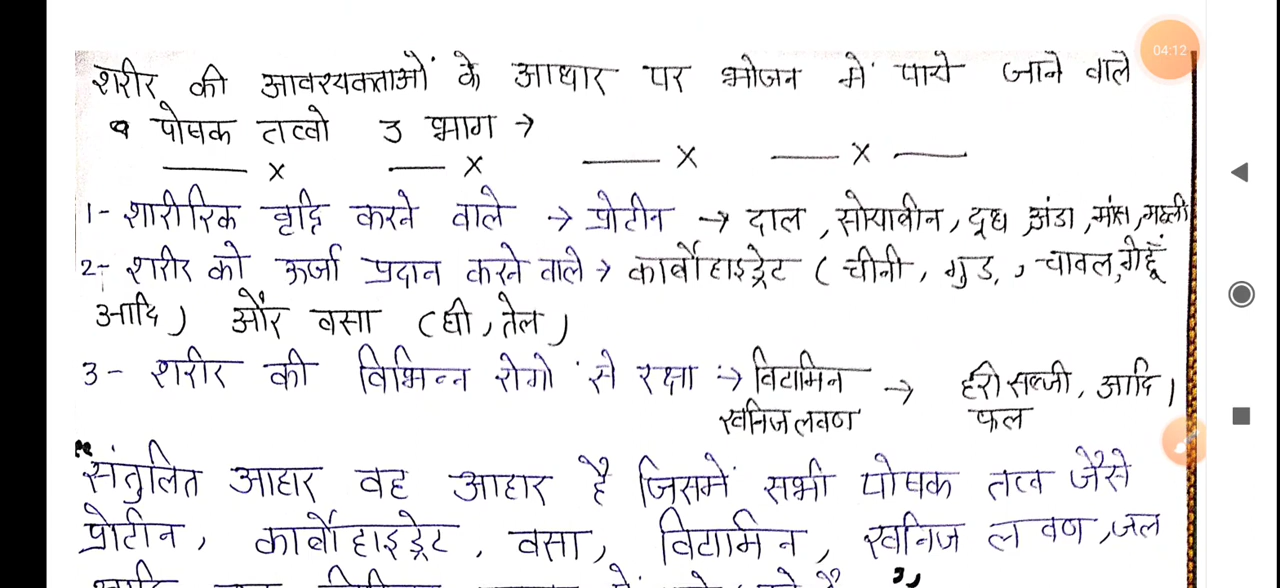 04:12
शरीर की आवश्यकताओं के आधार पर भोजन में पाये जाने वाले
पोषक तत्वो 3 भाग →
—— x —— x —— x —— x ——
1- शारीरिक वृद्धि करने वाले → प्रोटीन → दाल, सोयाबीन, दूध, अंडा, मांस, मछली
2- शरीर को ऊर्जा प्रदान करने वाले → कार्बोहाइड्रेट ( चीनी, गुड, चावल, गेहूँ
आदि) और वसा (घी, तेल)
3- शरीर की विभिन्न रोगो से रक्षा :→ विटामिन → हरी सब्जी, आदि।
खनिज लवण फल
संतुलित आहार वह आहार है जिसमें सभी पोषक तत्व जैसे
प्रोटीन, कार्बोहाइड्रेट, वसा, विटामिन, खनिज लवण, जल